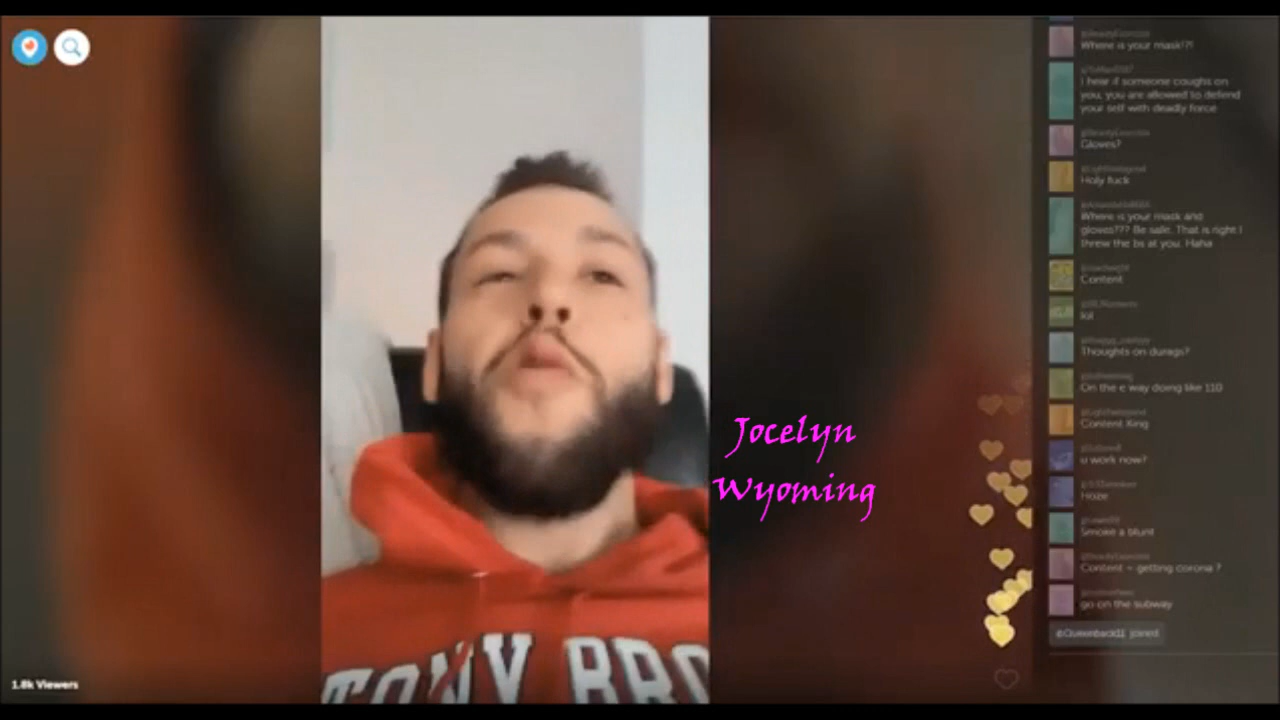 Where is your mask!?!
i hear if someone coughs on
you, you are allowed to defend
your self with deadly force
Gloves?
Holy fuck
Where is your mask and
gloves??? Be safe. That is right I
threw the bs at you. Haha
Content
lol
Thoughts on durags?
On the e way doing like 110
Content King
u work now?
Hoze
Smoke a blunt
Content = getting corona ?
go on the subway
joined
Jocelyn
Wyoming
TONY BRO
1.8k Viewers